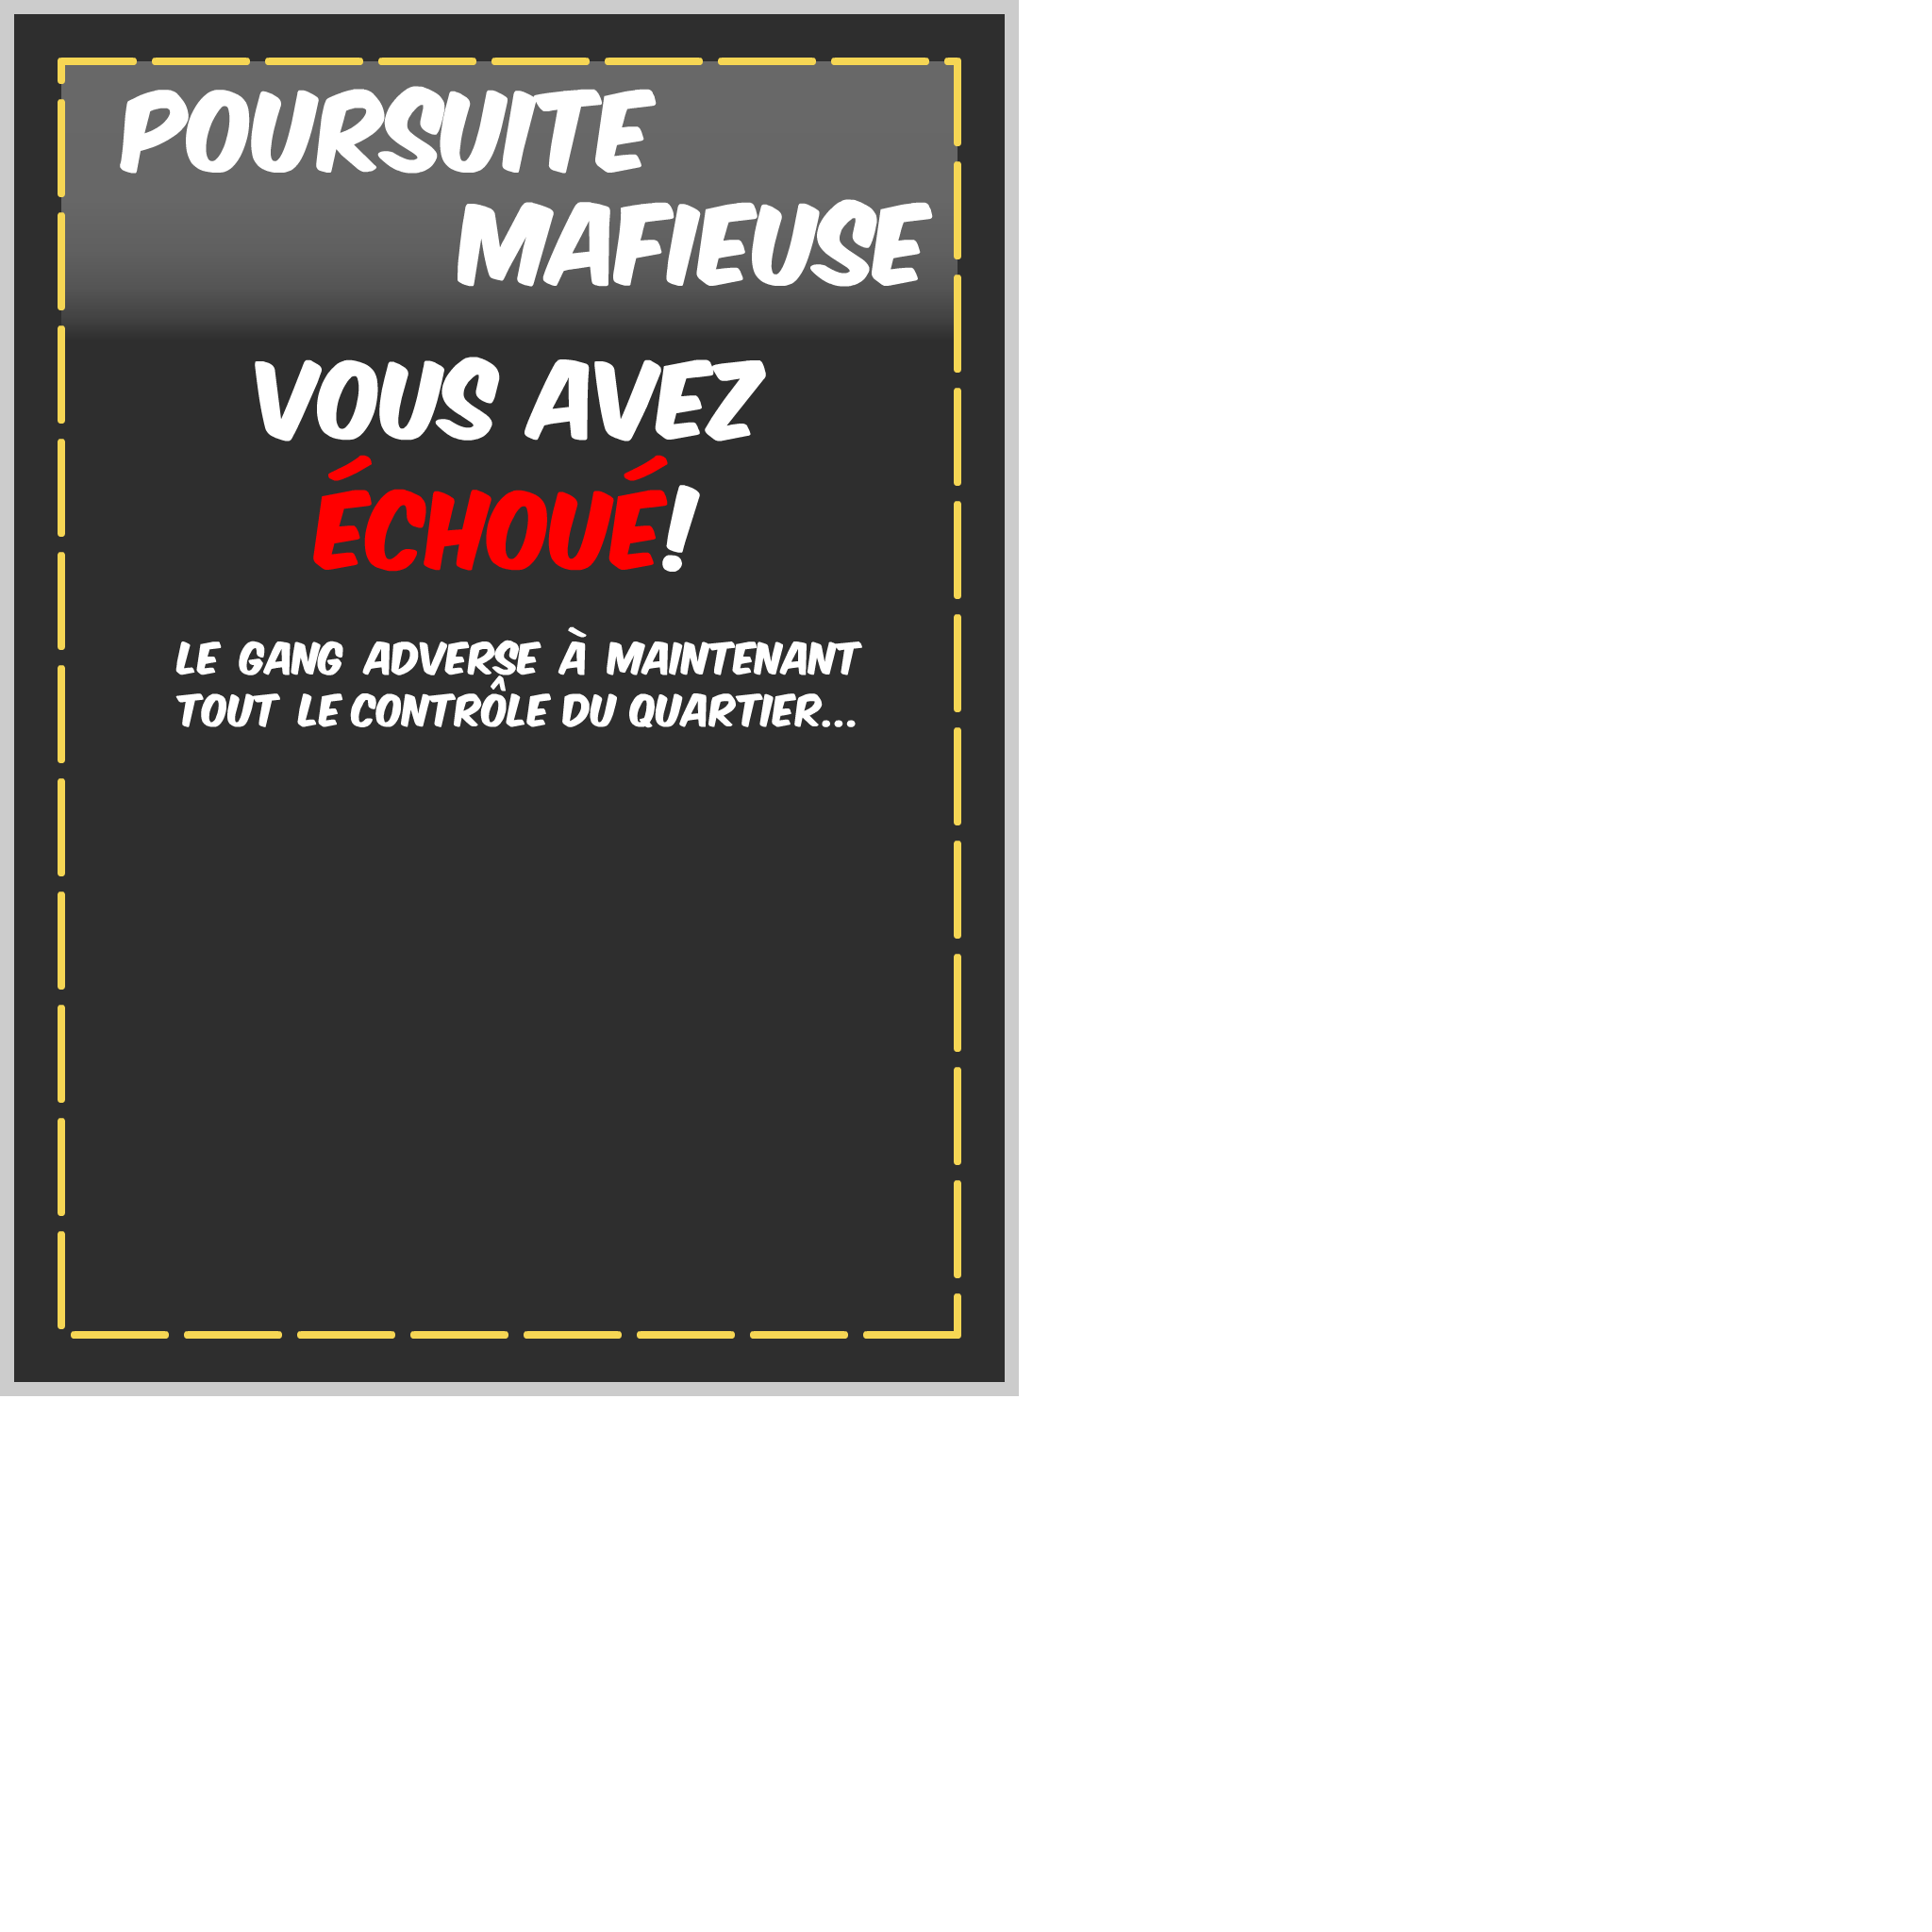 POURSUITE
MAFIEUSE
VOUS AVEZ
ÉCHOUÉ!
LE GANG ADVERSE À MAINTENANT
TOUT LE CONTRÔLE DU QUARTIER...